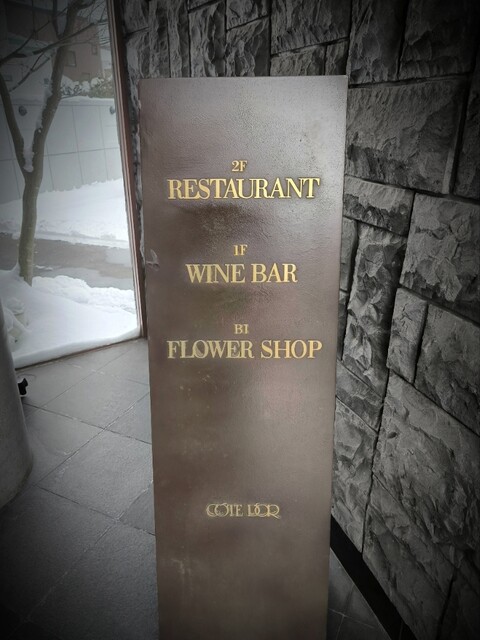 2F
RESTAURANT
1F
WINE BAR
B1
FLOWER SHOP
CÔTE D'OR